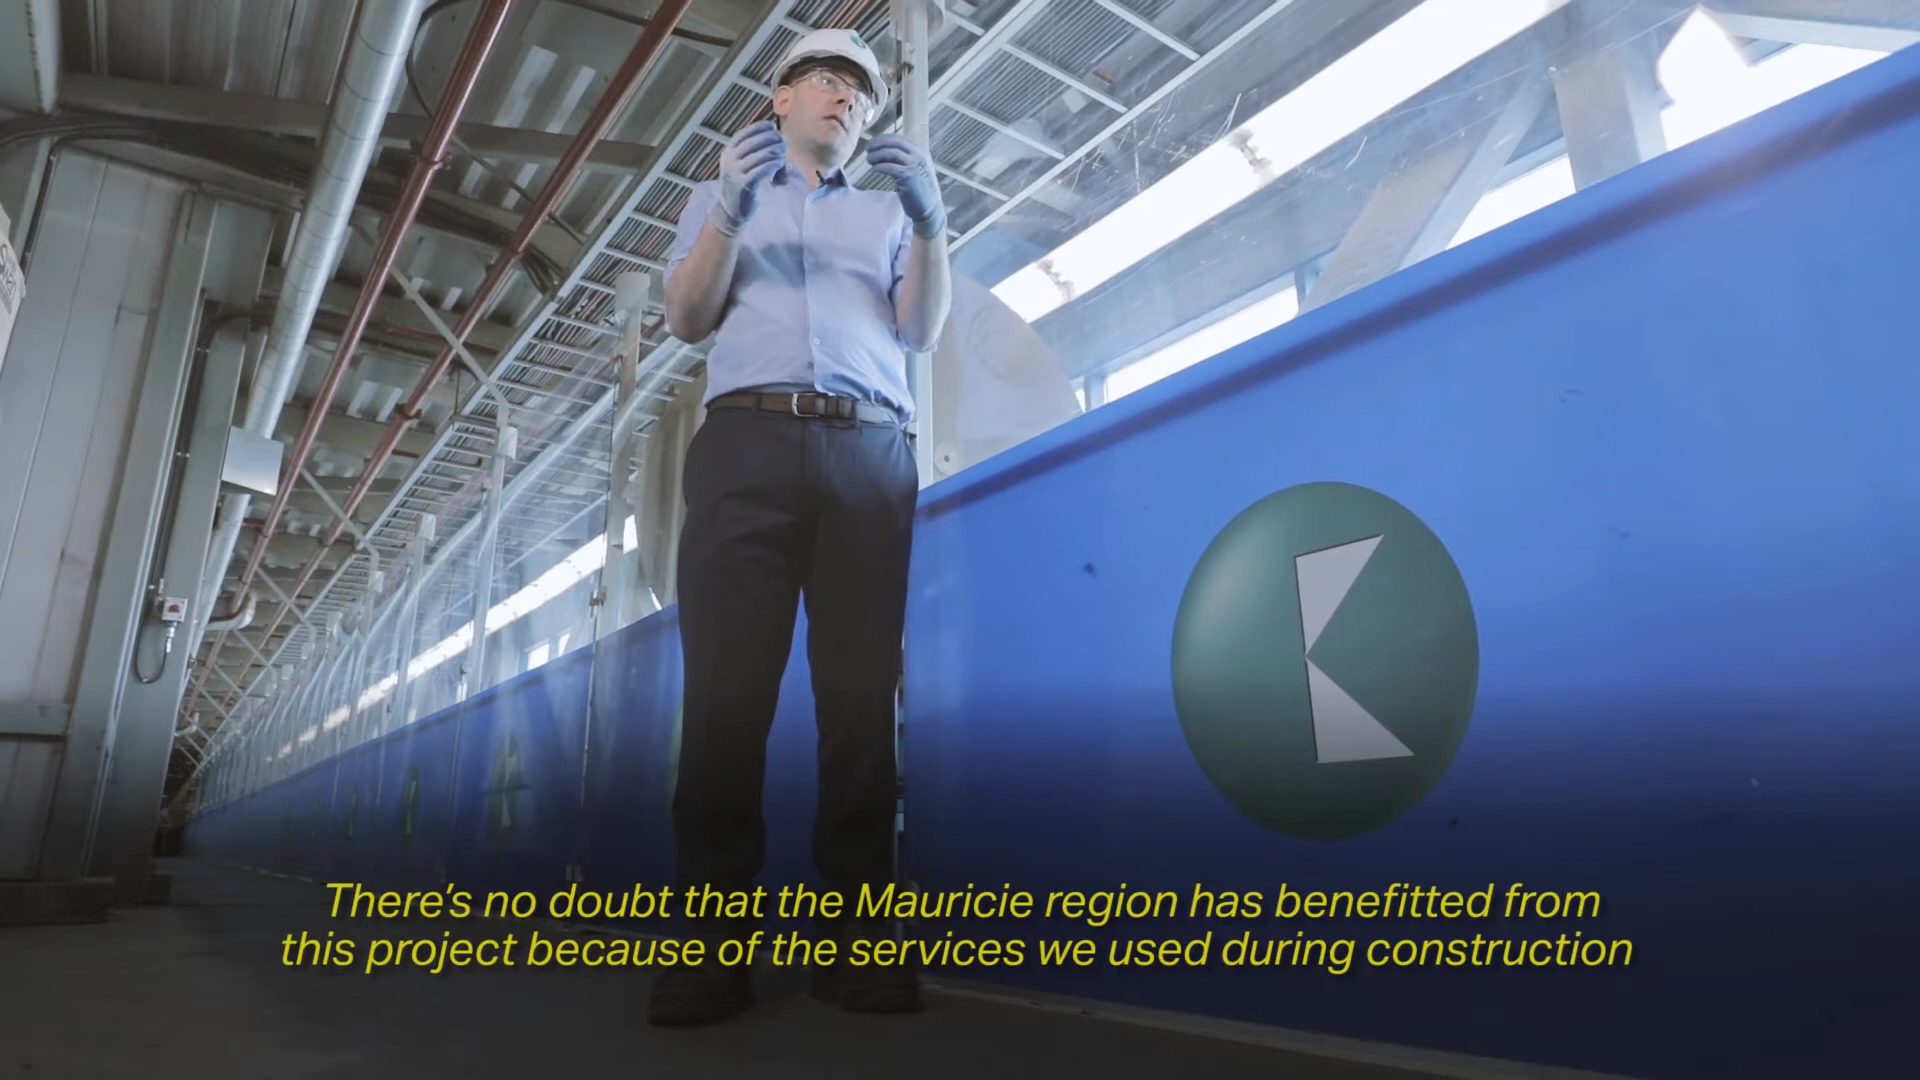 There's no doubt that the Mauricie region has benefitted from
this project because of the services we used during construction